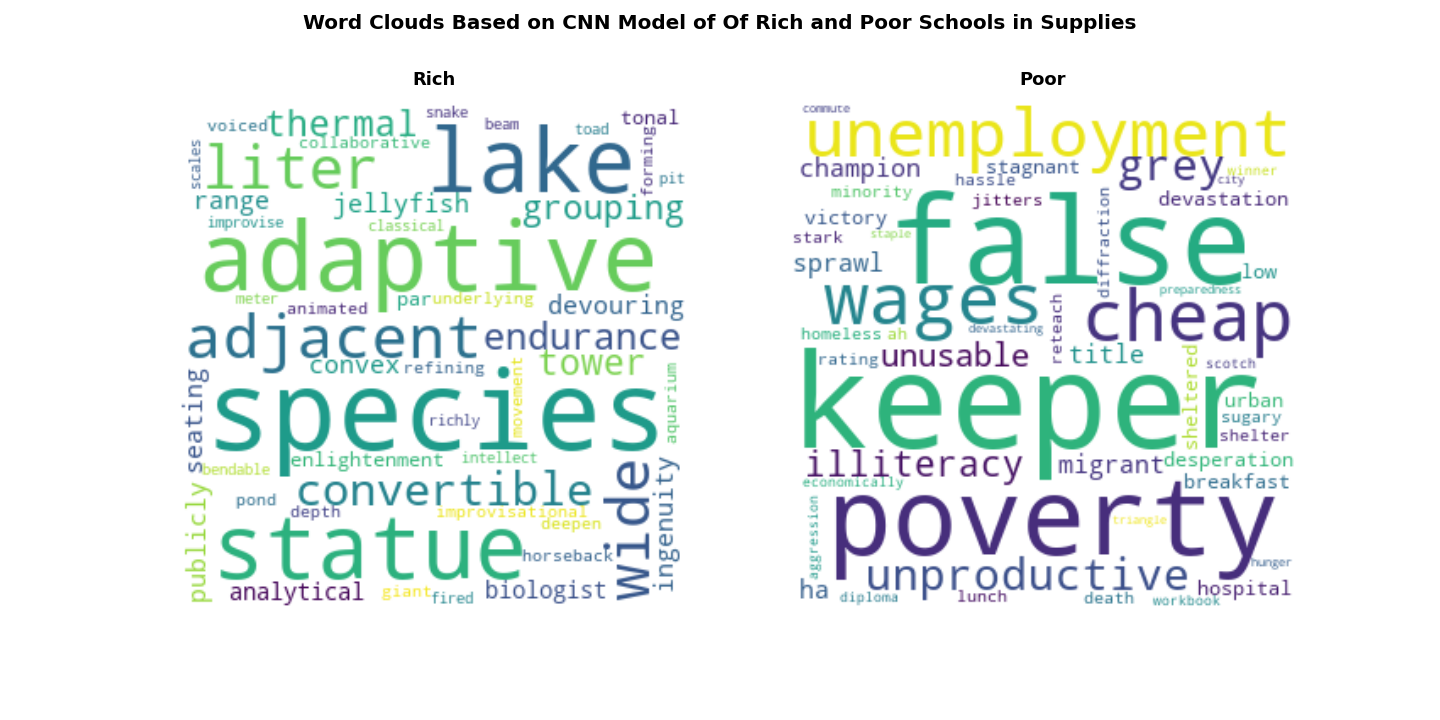 Word Clouds Based on CNN Model of Of Rich and Poor Schools in Supplies
Rich
voiced
thermal
snake
beam
toad
tonal
scales
collaborative
liter
lake
forming
pit
range
jellyfish
grouping
improvise
classical
adaptive
meter
animated
par
underlying
devouring
adjacent
endurance
convex
refining
movement
tower
seating
species
richly
aquarium
bendable
enlightenment
intellect
publicly
pond
convertible
wide
ingenuity
depth
improvisational
deepen
statue
horseback
analytical
giant
fired
biologist
Poor
commute
unemployment
champion
stagnant
hassle
grey
city
winner
minority
jitters
devastation
victory
stark
staple
false
diffraction
sprawl
low
wages
preparedness
cheap
homeless
ah
devastating
reteach
rating
unusable
title
scotch
keeper
sheltered
urban
sugary
shelter
illiteracy
migrant
desperation
economically
breakfast
aggression
poverty
triangle
unproductive
hunger
ha
diploma
lunch
death
workbook
hospital